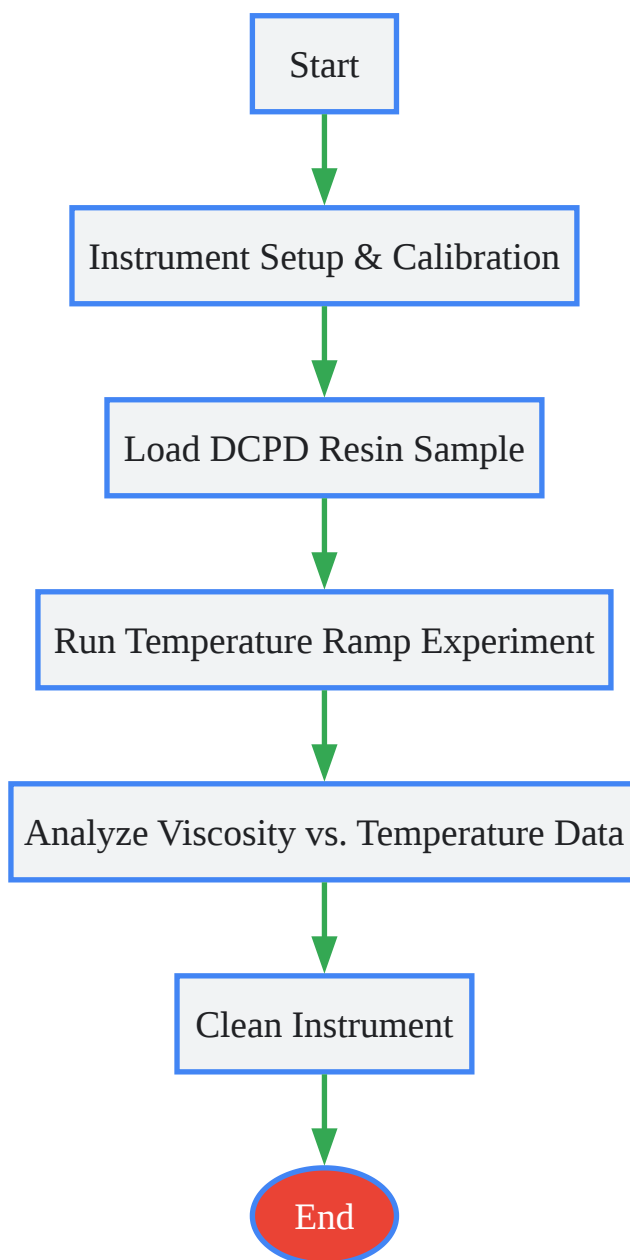 Start
Instrument Setup & Calibration
Load DCPD Resin Sample
Run Temperature Ramp Experiment
Analyze Viscosity vs. Temperature Data
Clean Instrument
End